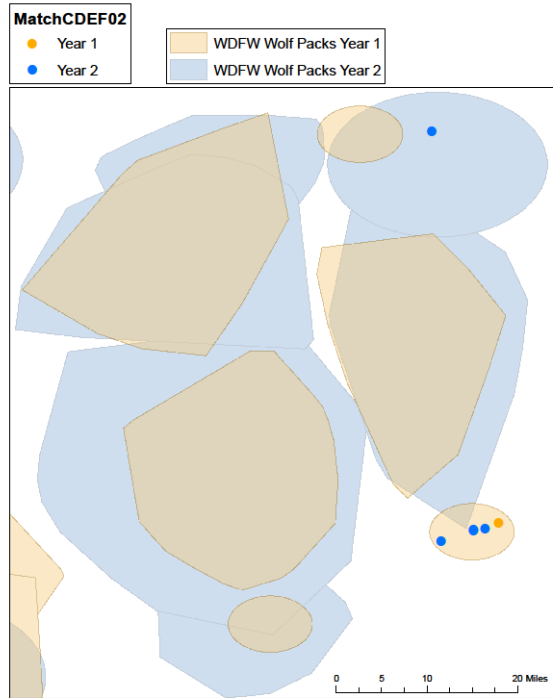 MatchCDEF02
Year 1
Year 2
WDFW Wolf Packs Year 1
WDFW Wolf Packs Year 2
0 10 20 Miles